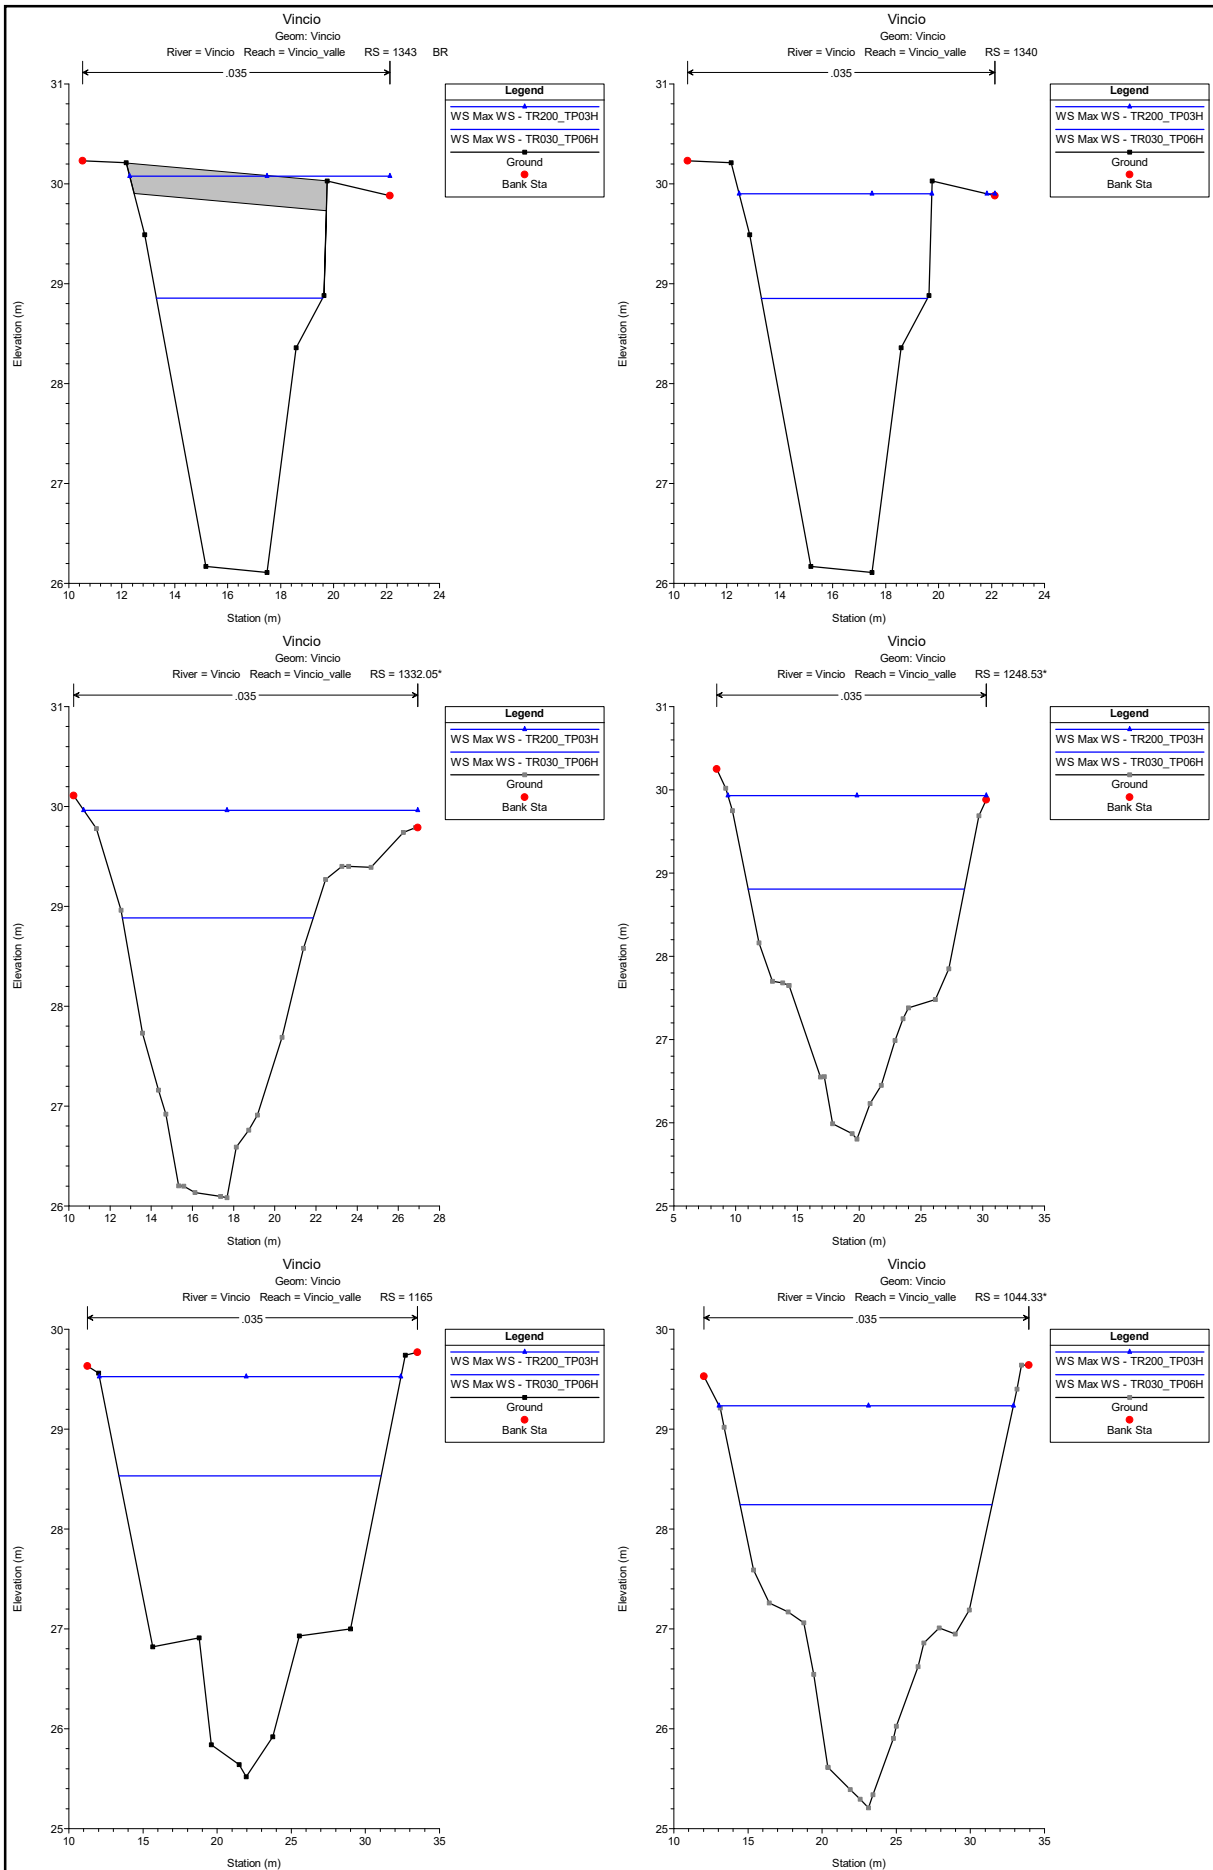 Vincio
Geom: Vincio
River = Vincio   Reach = Vincio_valle   RS = 1343   BR
.035
Legend
WS Max WS - TR200_TP03H
WS Max WS - TR030_TP06H
Ground
Bank Sta
31
30
29
28
27
26
Elevation (m)
10 12 14 16 18 20 22 24
Station (m)
Vincio
Geom: Vincio
River = Vincio   Reach = Vincio_valle   RS = 1340
.035
Legend
WS Max WS - TR200_TP03H
WS Max WS - TR030_TP06H
Ground
Bank Sta
31
30
29
28
27
26
Elevation (m)
10 12 14 16 18 20 22 24
Station (m)
Vincio
Geom: Vincio
River = Vincio   Reach = Vincio_valle   RS = 1332.05*
.035
Legend
WS Max WS - TR200_TP03H
WS Max WS - TR030_TP06H
Ground
Bank Sta
31
30
29
28
27
26
Elevation (m)
10 12 14 16 18 20 22 24 26 28
Station (m)
Vincio
Geom: Vincio
River = Vincio   Reach = Vincio_valle   RS = 1248.53*
.035
Legend
WS Max WS - TR200_TP03H
WS Max WS - TR030_TP06H
Ground
Bank Sta
31
30
29
28
27
26
25
Elevation (m)
5 10 15 20 25 30 35
Station (m)
Vincio
Geom: Vincio
River = Vincio   Reach = Vincio_valle   RS = 1165
.035
Legend
WS Max WS - TR200_TP03H
WS Max WS - TR030_TP06H
Ground
Bank Sta
30
29
28
27
26
25
Elevation (m)
10 15 20 25 30 35
Station (m)
Vincio
Geom: Vincio
River = Vincio   Reach = Vincio_valle   RS = 1044.33*
.035
Legend
WS Max WS - TR200_TP03H
WS Max WS - TR030_TP06H
Ground
Bank Sta
30
29
28
27
26
25
Elevation (m)
10 15 20 25 30 35
Station (m)